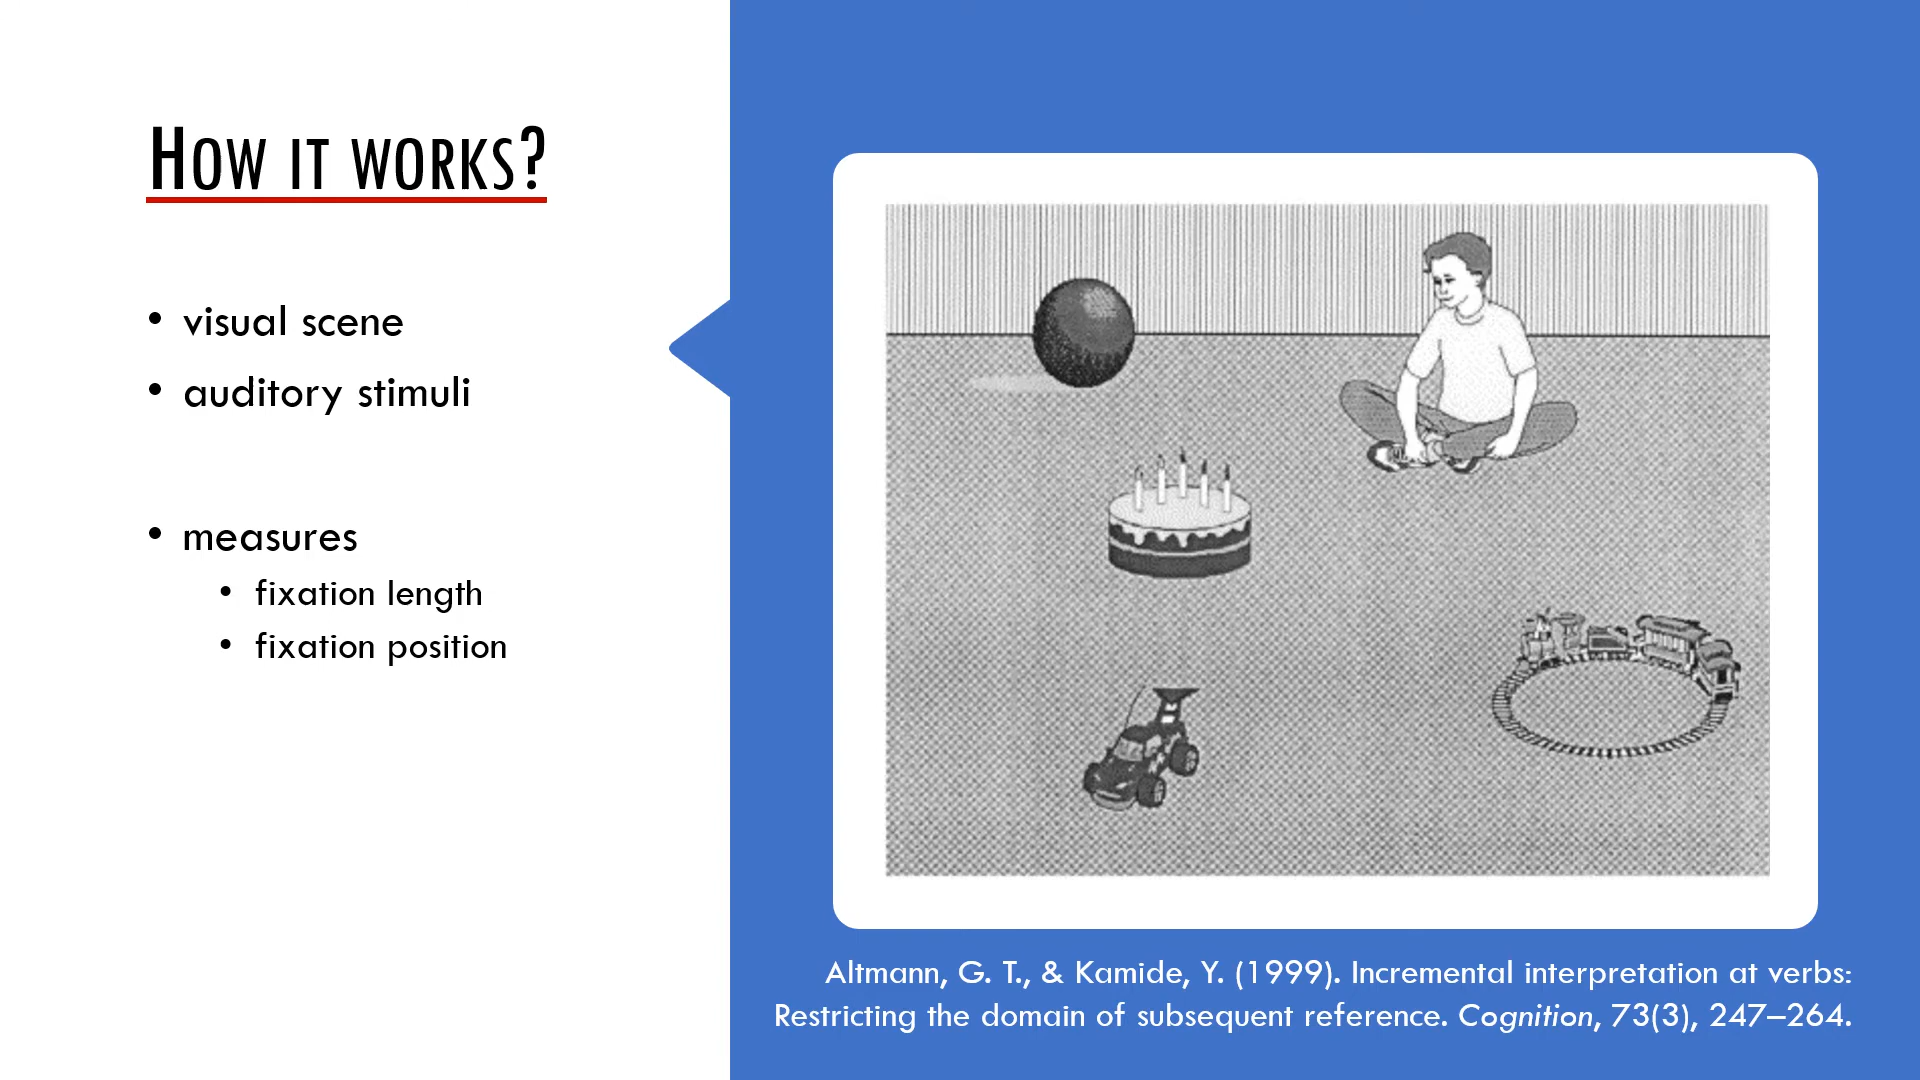 How it works?
• visual scene
• auditory stimuli
• measures
• fixation length
• fixation position
Altmann, G. T., & Kamide, Y. (1999). Incremental interpretation at verbs:
Restricting the domain of subsequent reference. Cognition, 73(3), 247–264.